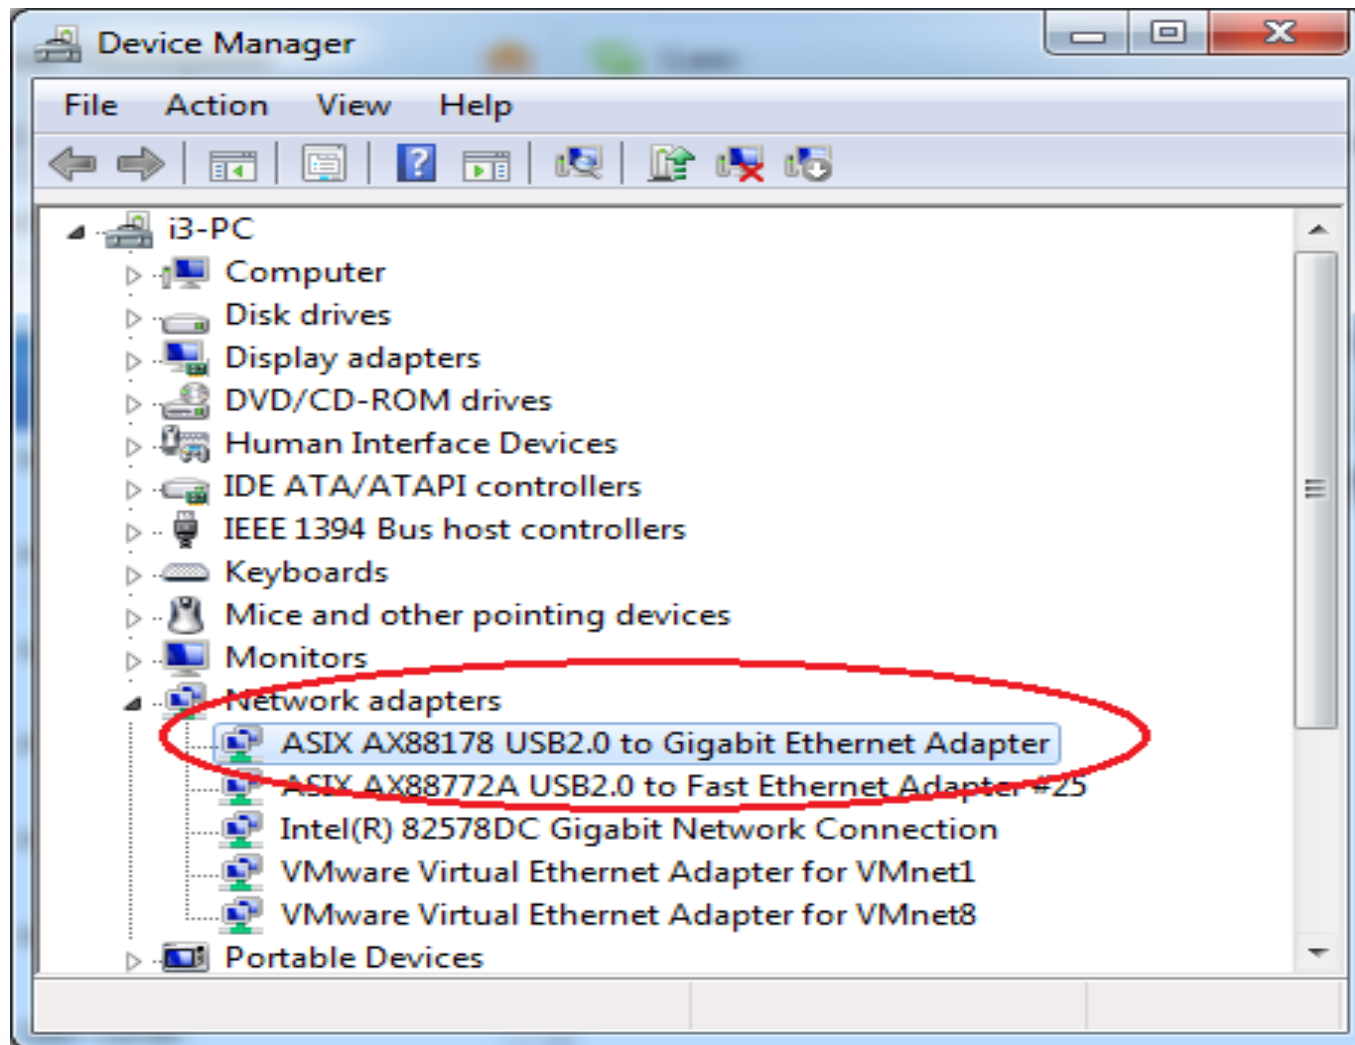 Device Manager
File Action View Help
i3-PC
Computer
Disk drives
Display adapters
DVD/CD-ROM drives
Human Interface Devices
IDE ATA/ATAPI controllers
IEEE 1394 Bus host controllers
Keyboards
Mice and other pointing devices
Monitors
Network adapters
ASIX AX88178 USB2.0 to Gigabit Ethernet Adapter
ASIX AX88772A USB2.0 to Fast Ethernet Adapter #25
Intel(R) 82578DC Gigabit Network Connection
VMware Virtual Ethernet Adapter for VMnet1
VMware Virtual Ethernet Adapter for VMnet8
Portable Devices